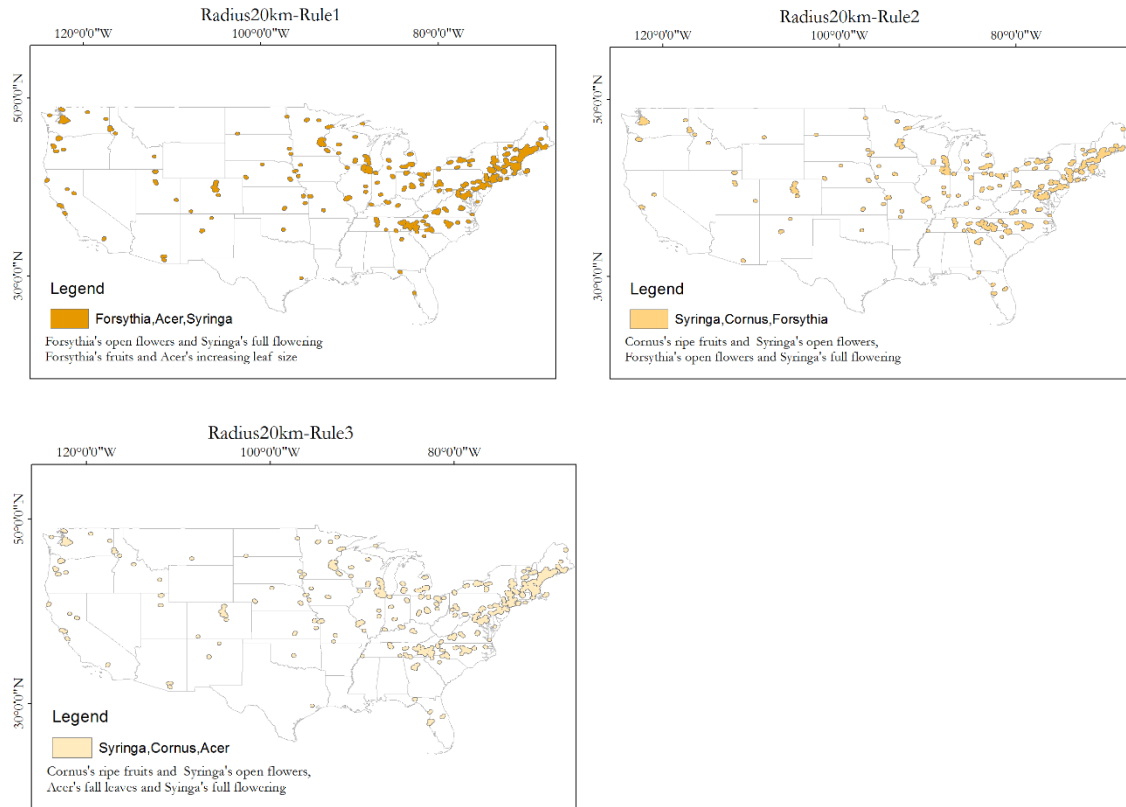 Radius20km-Rule1
120°0'0"W 100°0'0"W 80°0'0"W
50°0'0"N
30°0'0"N
Legend
Forsythia,Acer,Syringa
Forsythia's open flowers and Syringa's full flowering
Forsythia's fruits and Acer's increasing leaf size
Radius20km-Rule2
120°0'0"W 100°0'0"W 80°0'0"W
50°0'0"N
30°0'0"N
Legend
Syringa,Cornus,Forsythia
Cornus's ripe fruits and Syringa's open flowers,
Forsythia's open flowers and Syringa's full flowering
Radius20km-Rule3
120°0'0"W 100°0'0"W 80°0'0"W
50°0'0"N
30°0'0"N
Legend
Syringa,Cornus,Acer
Cornus's ripe fruits and Syringa's open flowers,
Acer's fall leaves and Syinga's full flowering